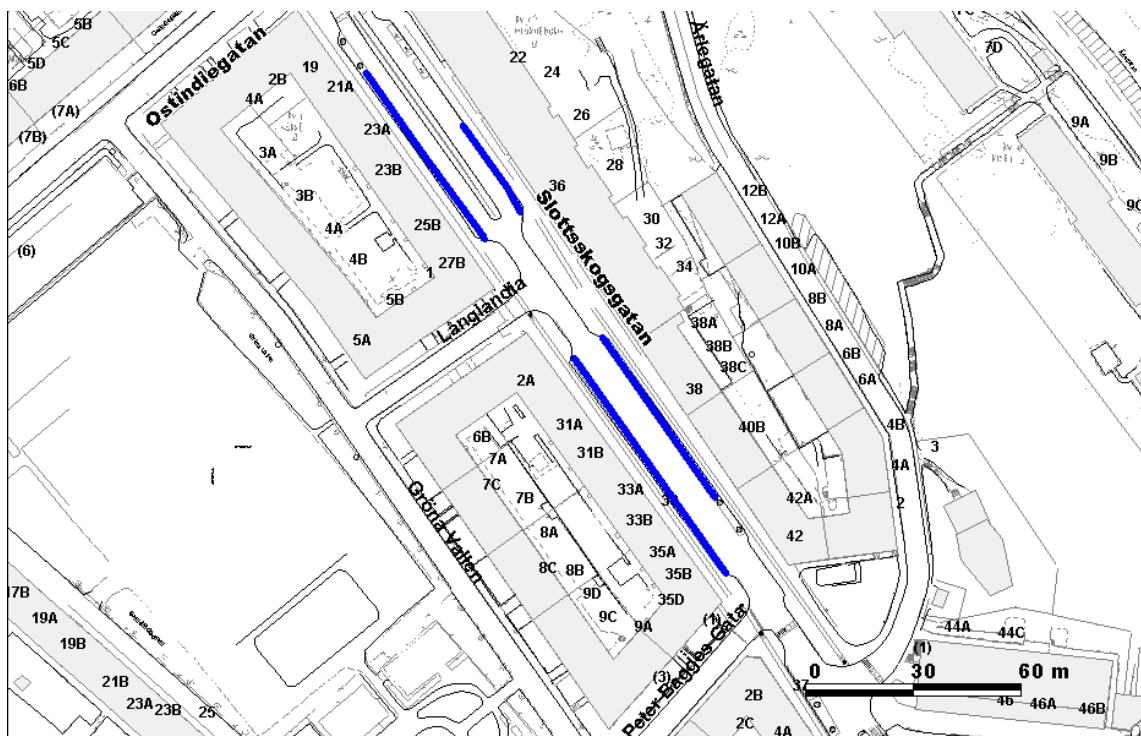 5B
5C
5D
6B
(7A)
(7B)
Ostindiegatan
19
2B
21A
4A
23A
3A
23B
3B
4A
25B
4B
27B
1
5B
5A
Långlandia
(6)
22
24
26
28
36
30
32
34
Slottsskogsgatan
Ärlegatan
7D
9A
9B
9C
12B
12A
10B
10A
8B
8A
6B
6A
4B
4A
3
2
38A
38B
38C
38
40B
42A
42
2A
31A
6B
31B
7A
7C
33A
7B
33B
8A
35A
8C
8B
35B
9D
35D
9C
9A
Gröna Vallen
(1)
(3)
Peter Bagges Gata
2B
2C
4A
37
17B
19A
19B
21B
23A
23B
25
44A
44C
(1)
0 30 60 m
46
46A
46B